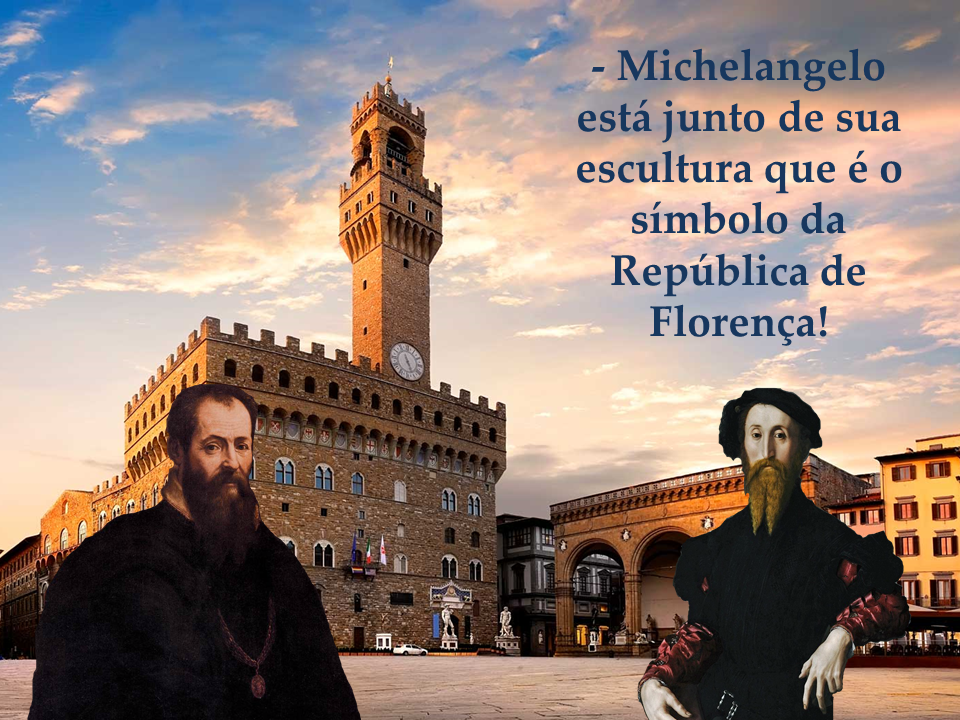 - Michelangelo
está junto de sua
escultura que é o
símbolo da
República de
Florença!